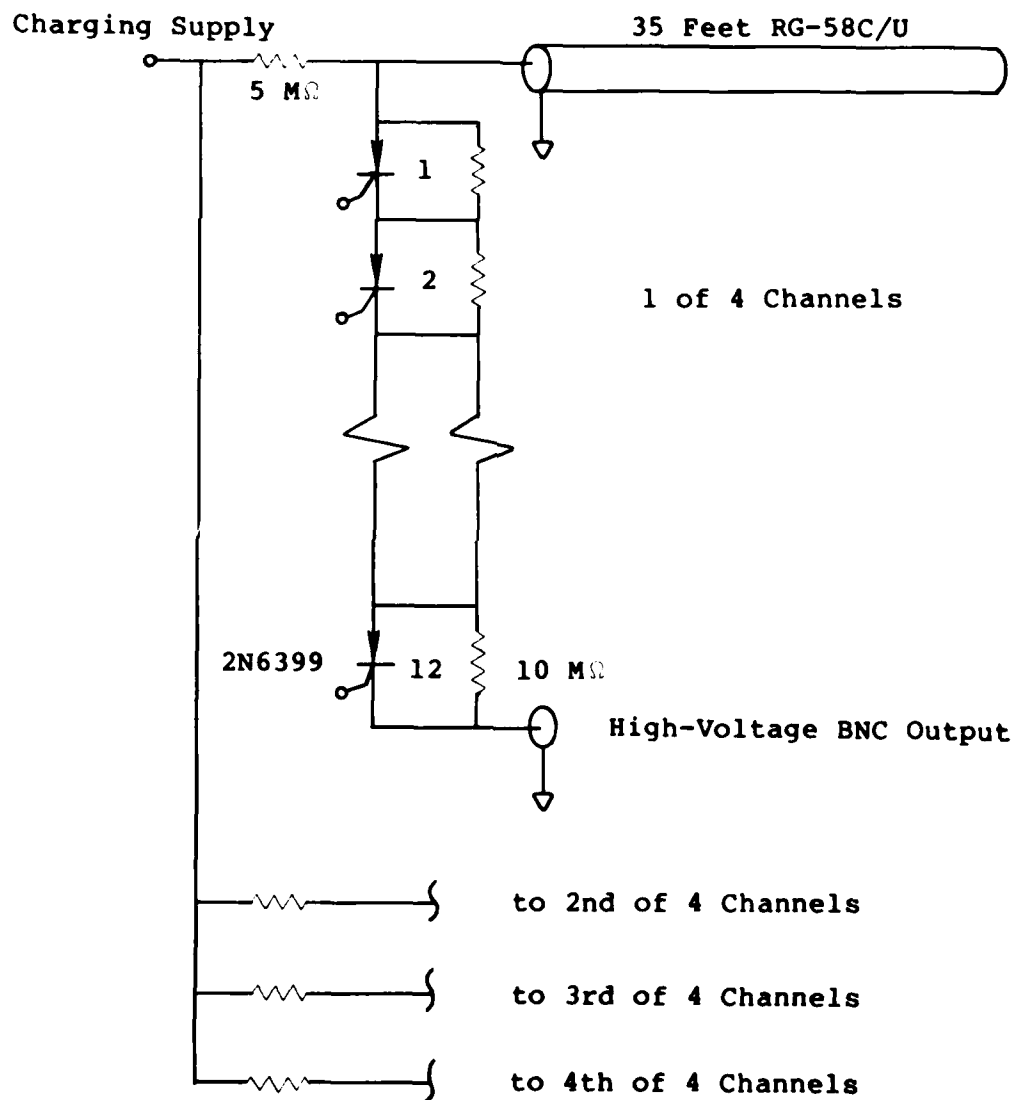 Charging Supply
35 Feet RG-58C/U
5 MΩ
1
2
1 of 4 Channels
2N6399
12
10 MΩ
High-Voltage BNC Output
to 2nd of 4 Channels
to 3rd of 4 Channels
to 4th of 4 Channels